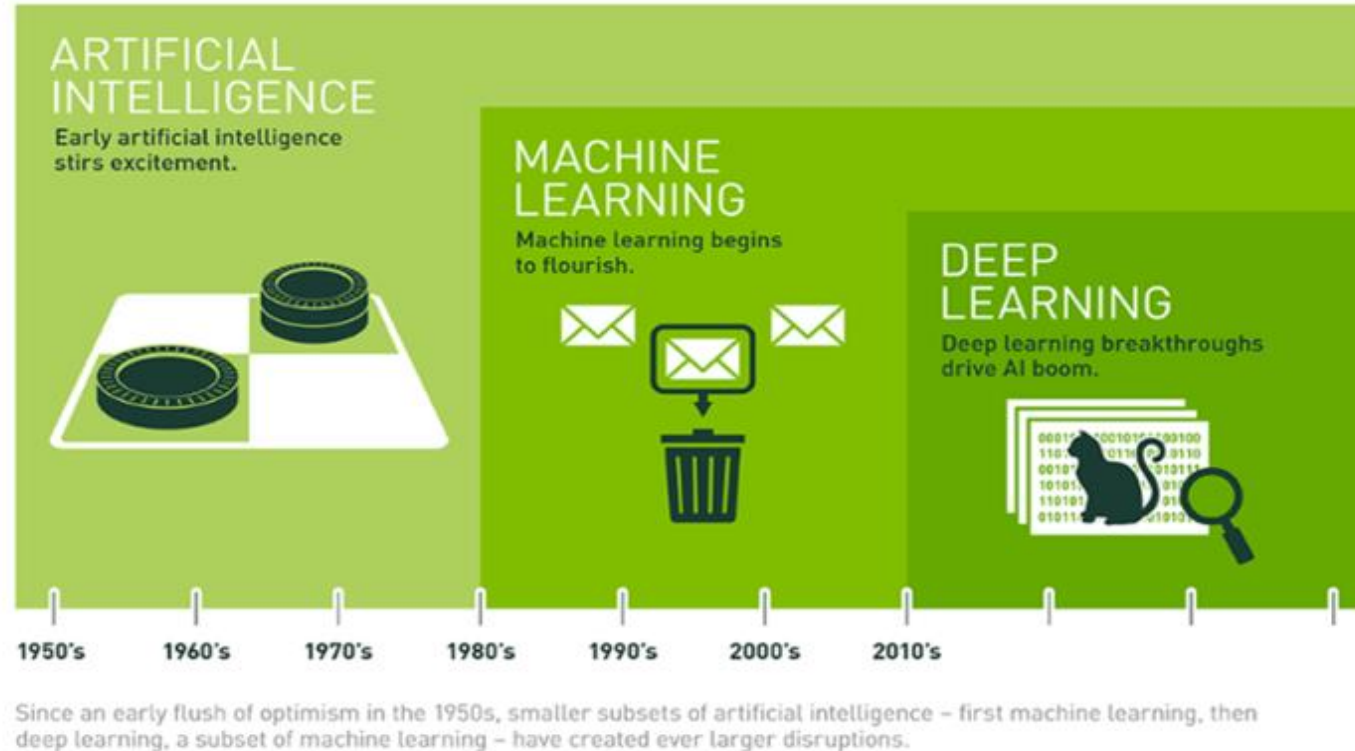 ARTIFICIAL
INTELLIGENCE
Early artificial intelligence
stirs excitement.
MACHINE
LEARNING
Machine learning begins
to flourish.
DEEP
LEARNING
Deep learning breakthroughs
drive AI boom.
1950's 1960's 1970's 1980's 1990's 2000's 2010's
Since an early flush of optimism in the 1950s, smaller subsets of artificial intelligence – first machine learning, then
deep learning, a subset of machine learning – have created ever larger disruptions.